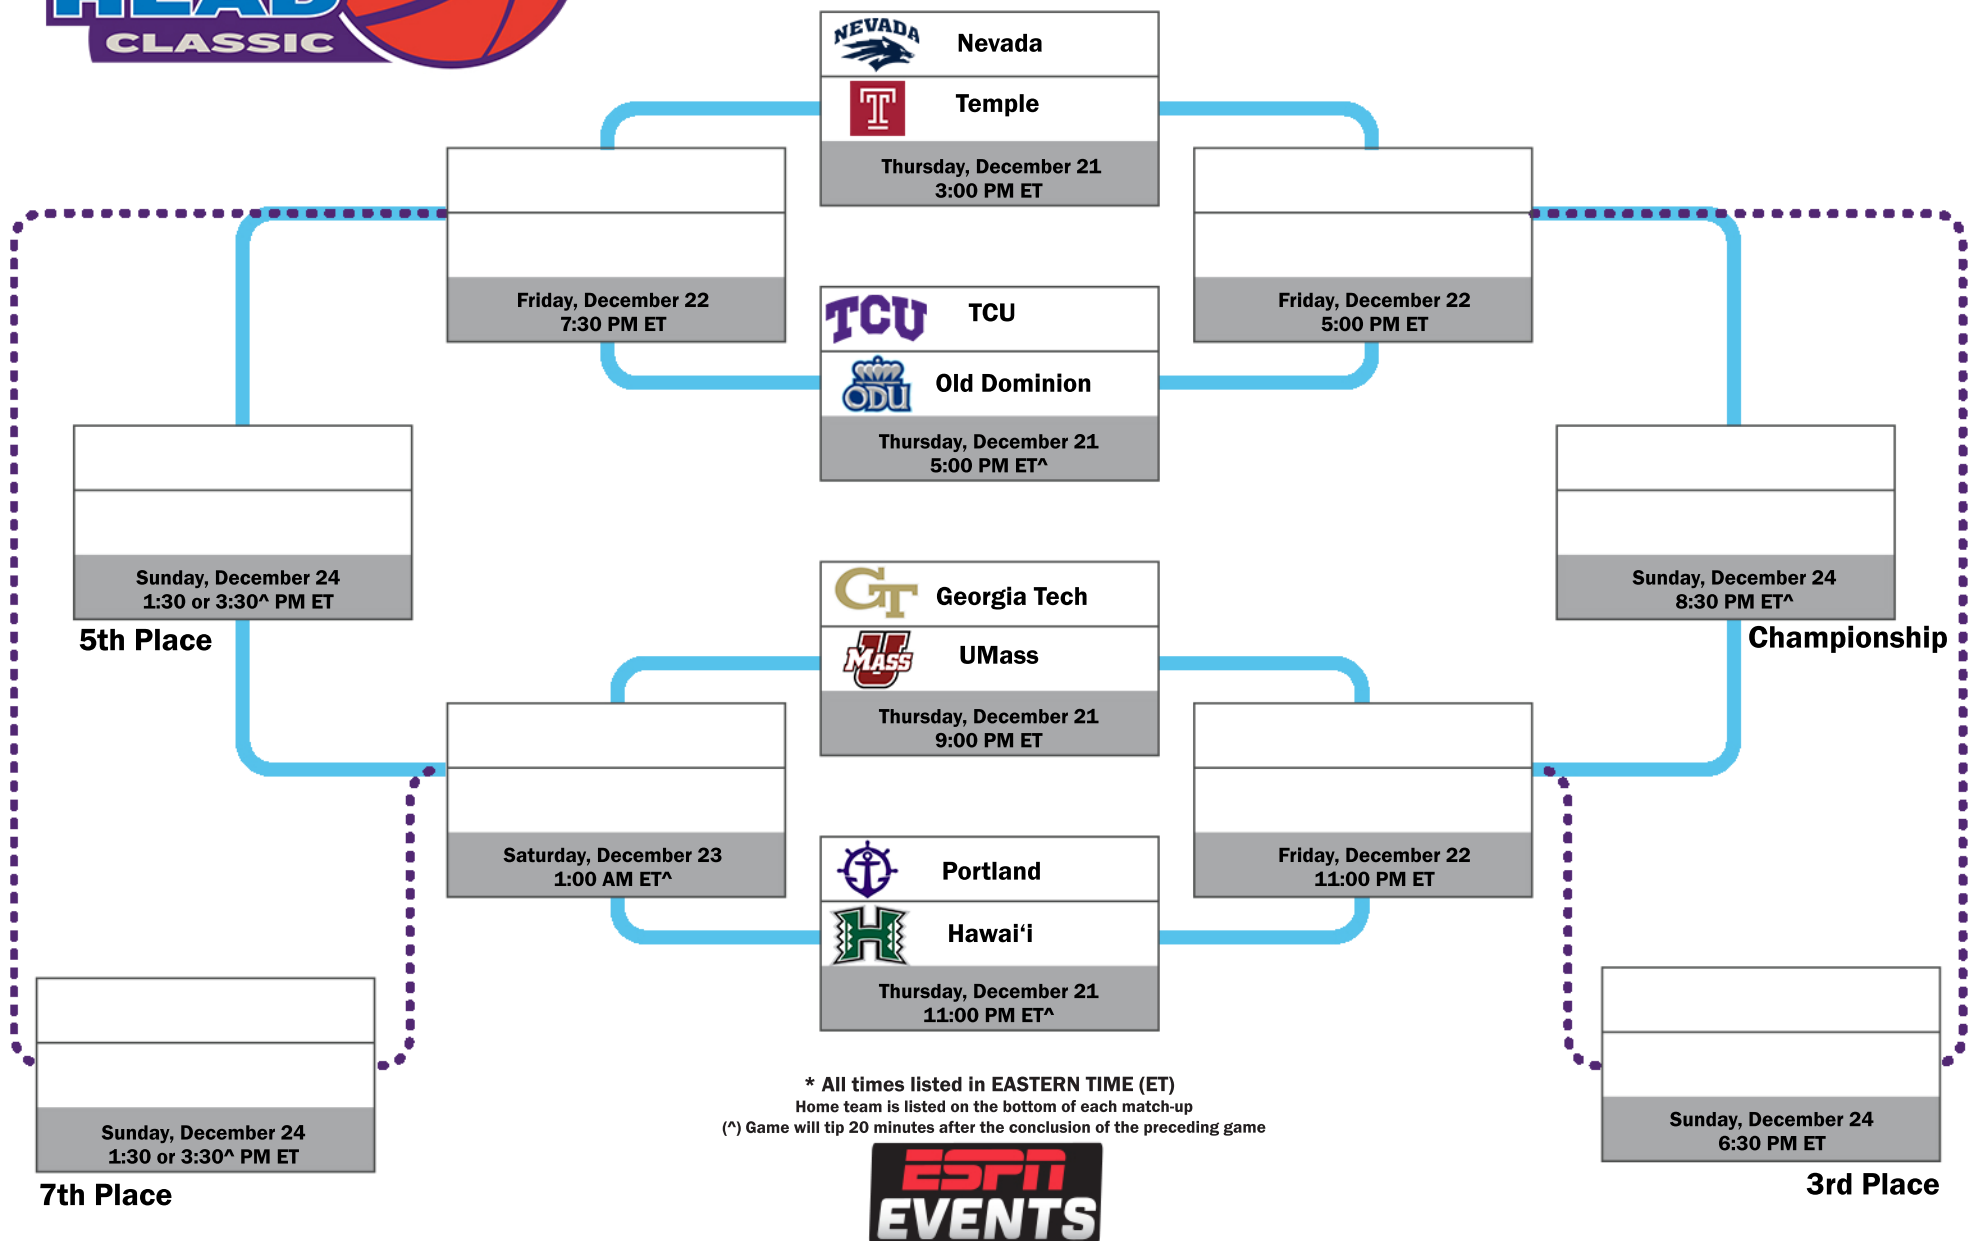 HEAD
CLASSIC
NEVADA
Nevada
T
Temple
Thursday, December 21
3:00 PM ET
Friday, December 22
7:30 PM ET
Friday, December 22
5:00 PM ET
TCU
TCU
ODU
Old Dominion
Thursday, December 21
5:00 PM ET^
Sunday, December 24
1:30 or 3:30^ PM ET
5th Place
Sunday, December 24
8:30 PM ET^
Championship
GT
Georgia Tech
U MASS
UMass
Thursday, December 21
9:00 PM ET
Saturday, December 23
1:00 AM ET^
Friday, December 22
11:00 PM ET
Portland
H
Hawai‘i
Thursday, December 21
11:00 PM ET^
Sunday, December 24
1:30 or 3:30^ PM ET
7th Place
Sunday, December 24
6:30 PM ET
3rd Place
* All times listed in EASTERN TIME (ET)
Home team is listed on the bottom of each match-up
(^) Game will tip 20 minutes after the conclusion of the preceding game
ESPN
EVENTS